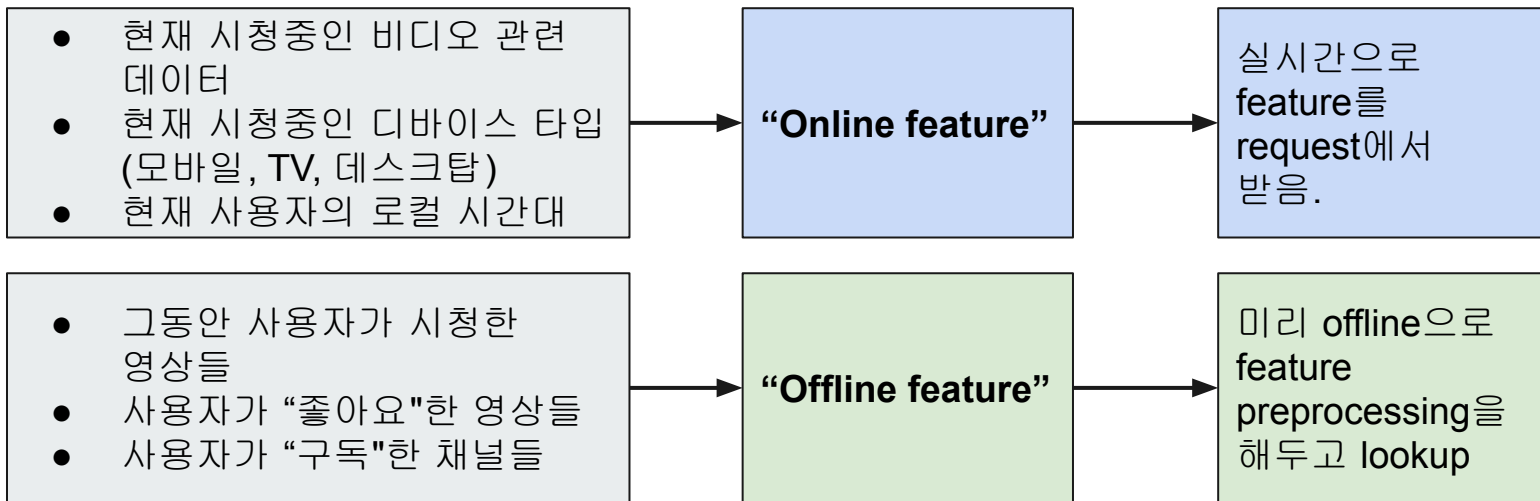 ● 현재 시청중인 비디오 관련
데이터
● 현재 시청중인 디바이스 타입
(모바일, TV, 데스크탑)
● 현재 사용자의 로컬 시간대
“Online feature”
실시간으로
feature를
request에서
받음.
● 그동안 사용자가 시청한
영상들
● 사용자가 “좋아요"한 영상들
● 사용자가 “구독"한 채널들
“Offline feature”
미리 offline으로
feature
preprocessing을
해두고 lookup